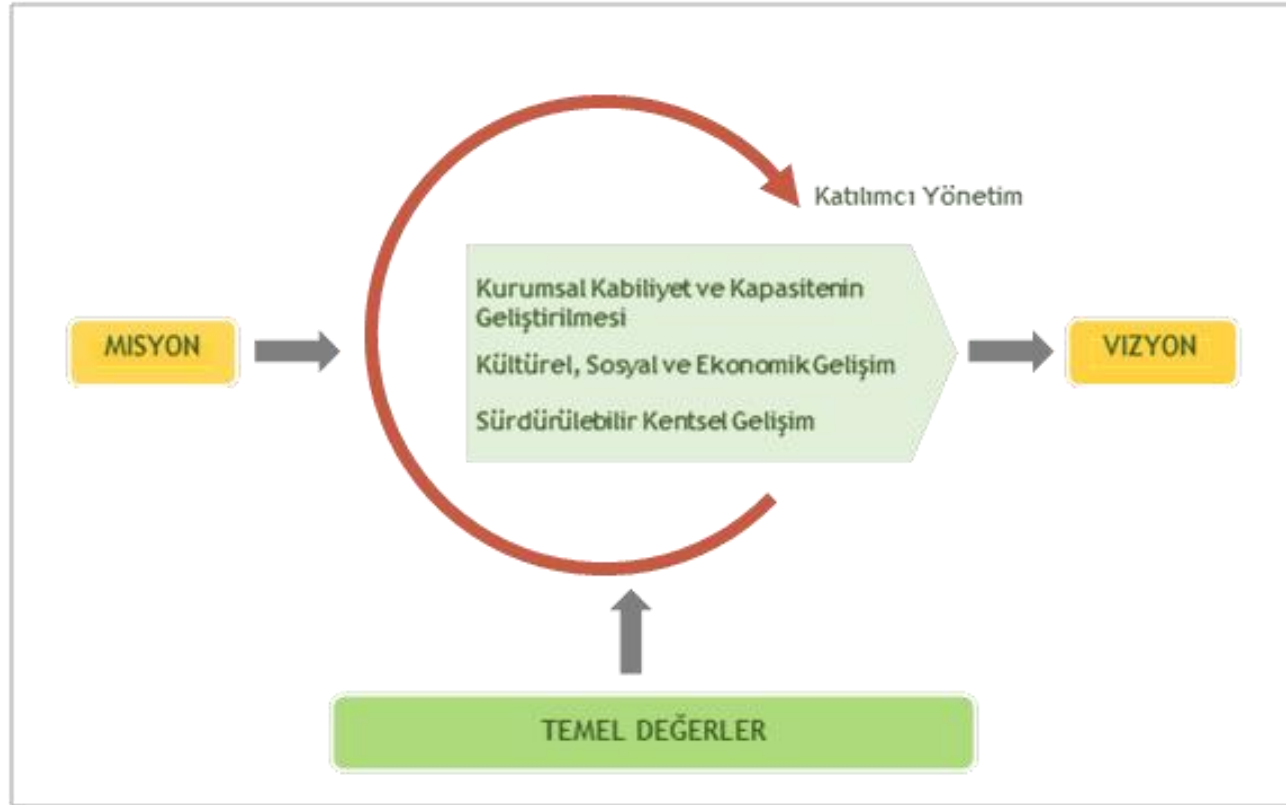 Katılımcı Yönetim
Kurumsal Kabiliyet ve Kapasitenin
Geliştirilmesi
Kültürel, Sosyal ve Ekonomik Gelişim
Sürdürülebilir Kentsel Gelişim
MISYON
VIZYON
TEMEL DEĞERLER